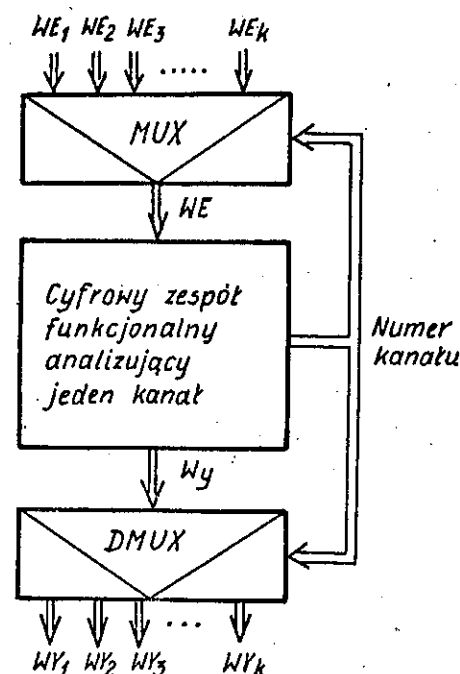 WE1 WE2 WE3 ..... WEk
MUX
WE
Cyfrowy zespół
funkcjonalny
analizujący
jeden kanał
Numer
kanału
Wy
DMUX
WY1 WY2 WY3 ... WYk